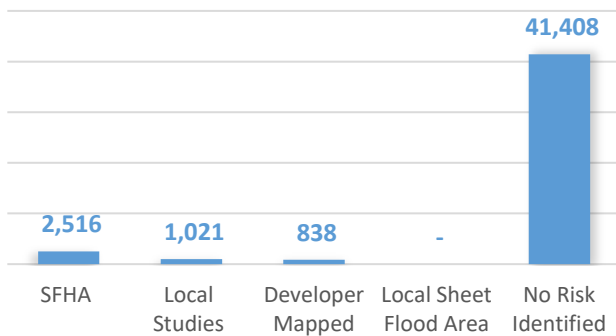 41,408
2,516
1,021
838
-
SFHA
Local
Studies
Developer
Mapped
Local Sheet
Flood Area
No Risk
Identified